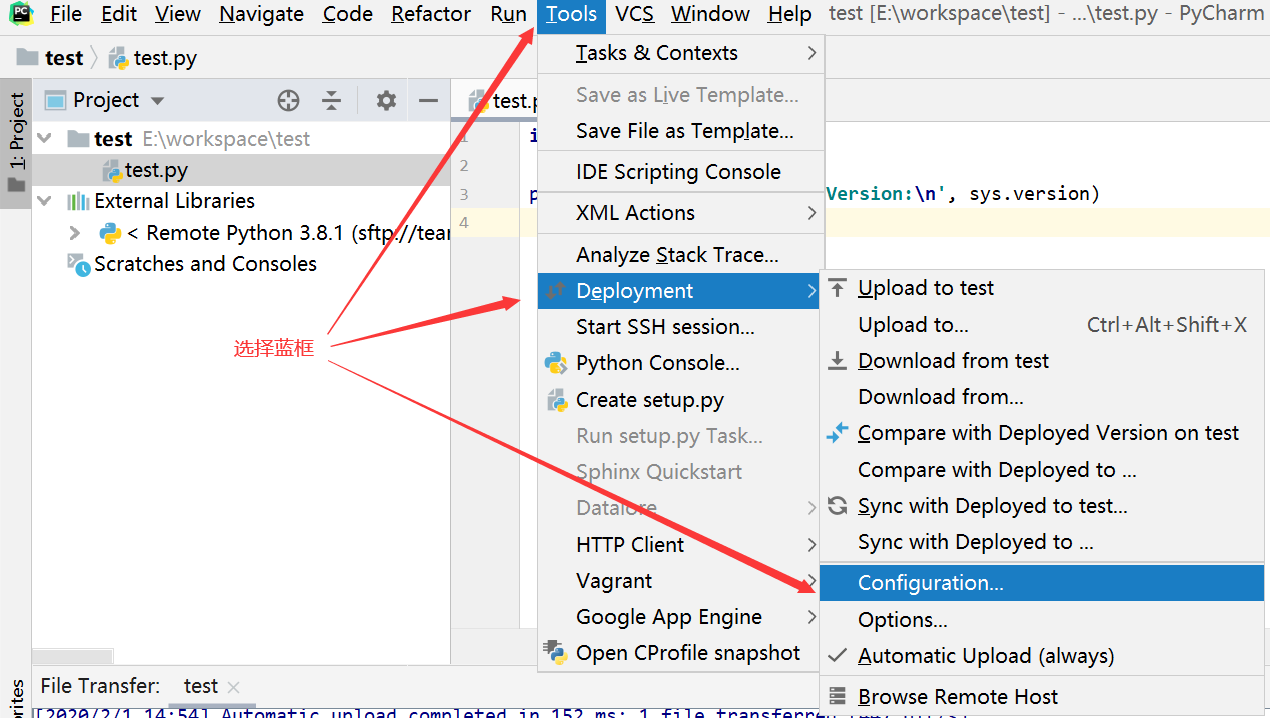 PC File Edit View Navigate Code Refactor Run Tools VCS Window Help test [E:\workspace\test] - ...\test.py - PyCharm
test test.py
1: Project
Project
test.p
test E:\workspace\test
test.py
External Libraries
< Remote Python 3.8.1 (sftp://tear
Scratches and Consoles
1 i
2
3 p Version:\n', sys.version)
4
选择蓝框
Tasks & Contexts
Save as Live Template...
Save File as Template...
IDE Scripting Console
XML Actions
Analyze Stack Trace...
Deployment
Start SSH session...
Python Console...
Create setup.py
Run setup.py Task...
Sphinx Quickstart
Datalore
HTTP Client
Vagrant
Google App Engine
Open CProfile snapshot
Upload to test
Upload to... Ctrl+Alt+Shift+X
Download from test
Download from...
Compare with Deployed Version on test
Compare with Deployed to ...
Sync with Deployed to test...
Sync with Deployed to ...
Configuration...
Options...
Automatic Upload (always)
Browse Remote Host
rites
File Transfer: test
[2020/2/1 14:54] Automatic upload completed in 152 ms: 1 file transferred